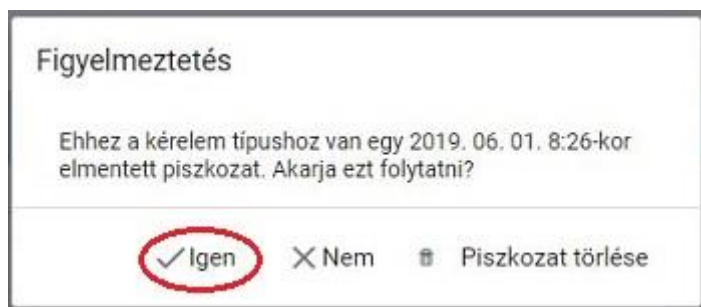 Figyelmeztetés
Ehhez a kérelem típushoz van egy 2019. 06. 01. 8:26-kor
elmentett piszkozat. Akarja ezt folytatni?
Igen Nem Piszkozat törlése